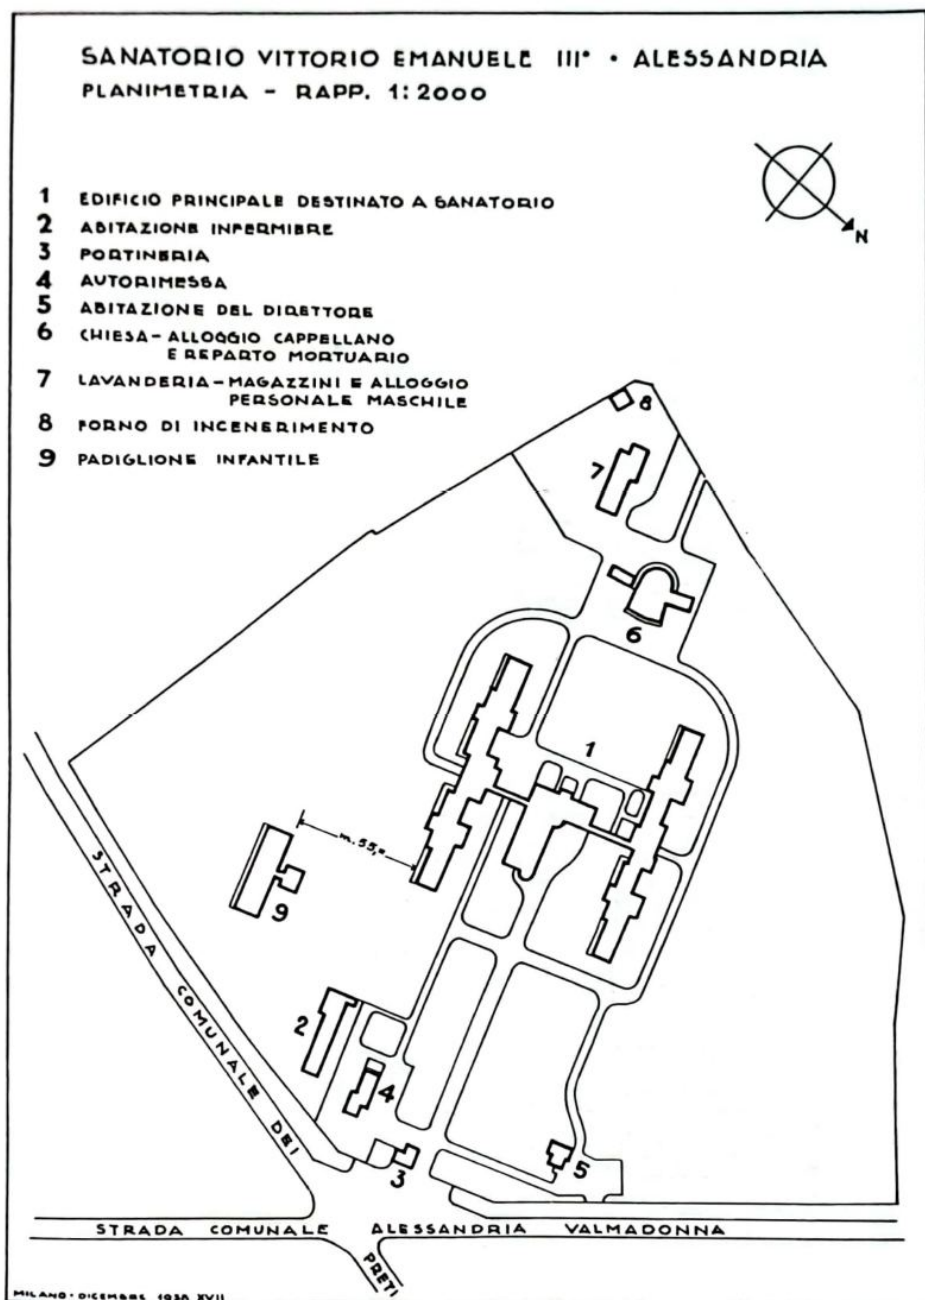 SANATORIO VITTORIO EMANUELE III° · ALESSANDRIA
PLANIMETRIA - RAPP. 1:2000
N
1 EDIFICIO PRINCIPALE DESTINATO A SANATORIO
2 ABITAZIONE INFERMIERE
3 PORTINERIA
4 AUTORIMESSA
5 ABITAZIONE DEL DIRETTORE
6 CHIESA - ALLOGGIO CAPPELLANO
E REPARTO MORTUARIO
7 LAVANDERIA - MAGAZZINI E ALLOGGIO
PERSONALE MASCHILE
8 FORNO DI INCENERIMENTO
9 PADIGLIONE INFANTILE
8
7
6
1
m. 55,=
9
2
4
3
5
STRADA COMUNALE DEI
PRETI
STRADA COMUNALE ALESSANDRIA VALMADONNA
MILANO · DICEMBRE 1938 XVII